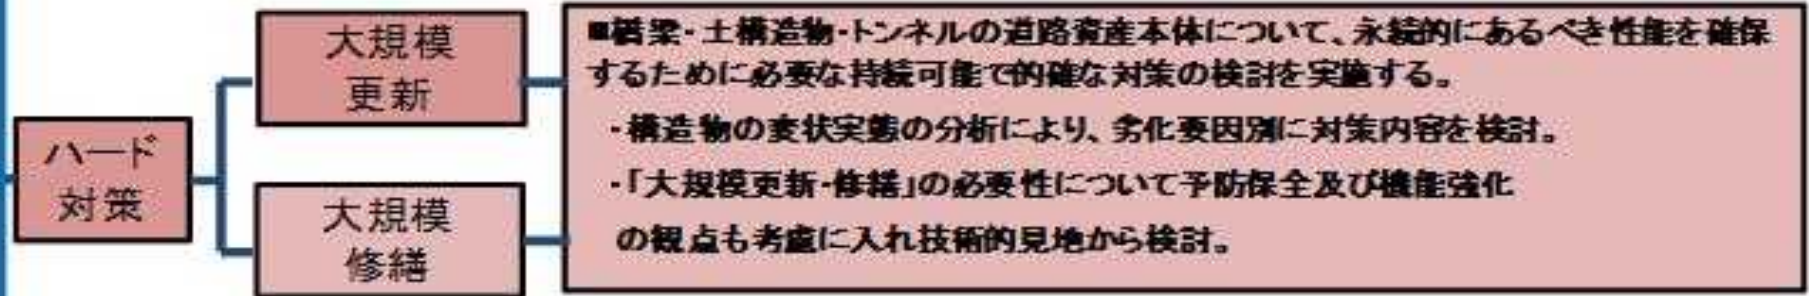 ハード
対策
大規模
更新
大規模
修繕
■橋梁・土構造物・トンネルの道路資産本体について、永続的にあるべき性能を確保
するために必要な持続可能で的確な対策の検討を実施する。
・構造物の変状実態の分析により、劣化要因別に対策内容を検討。
・「大規模更新・修繕」の必要性について予防保全及び機能強化
の観点も考慮に入れ技術的見地から検討。